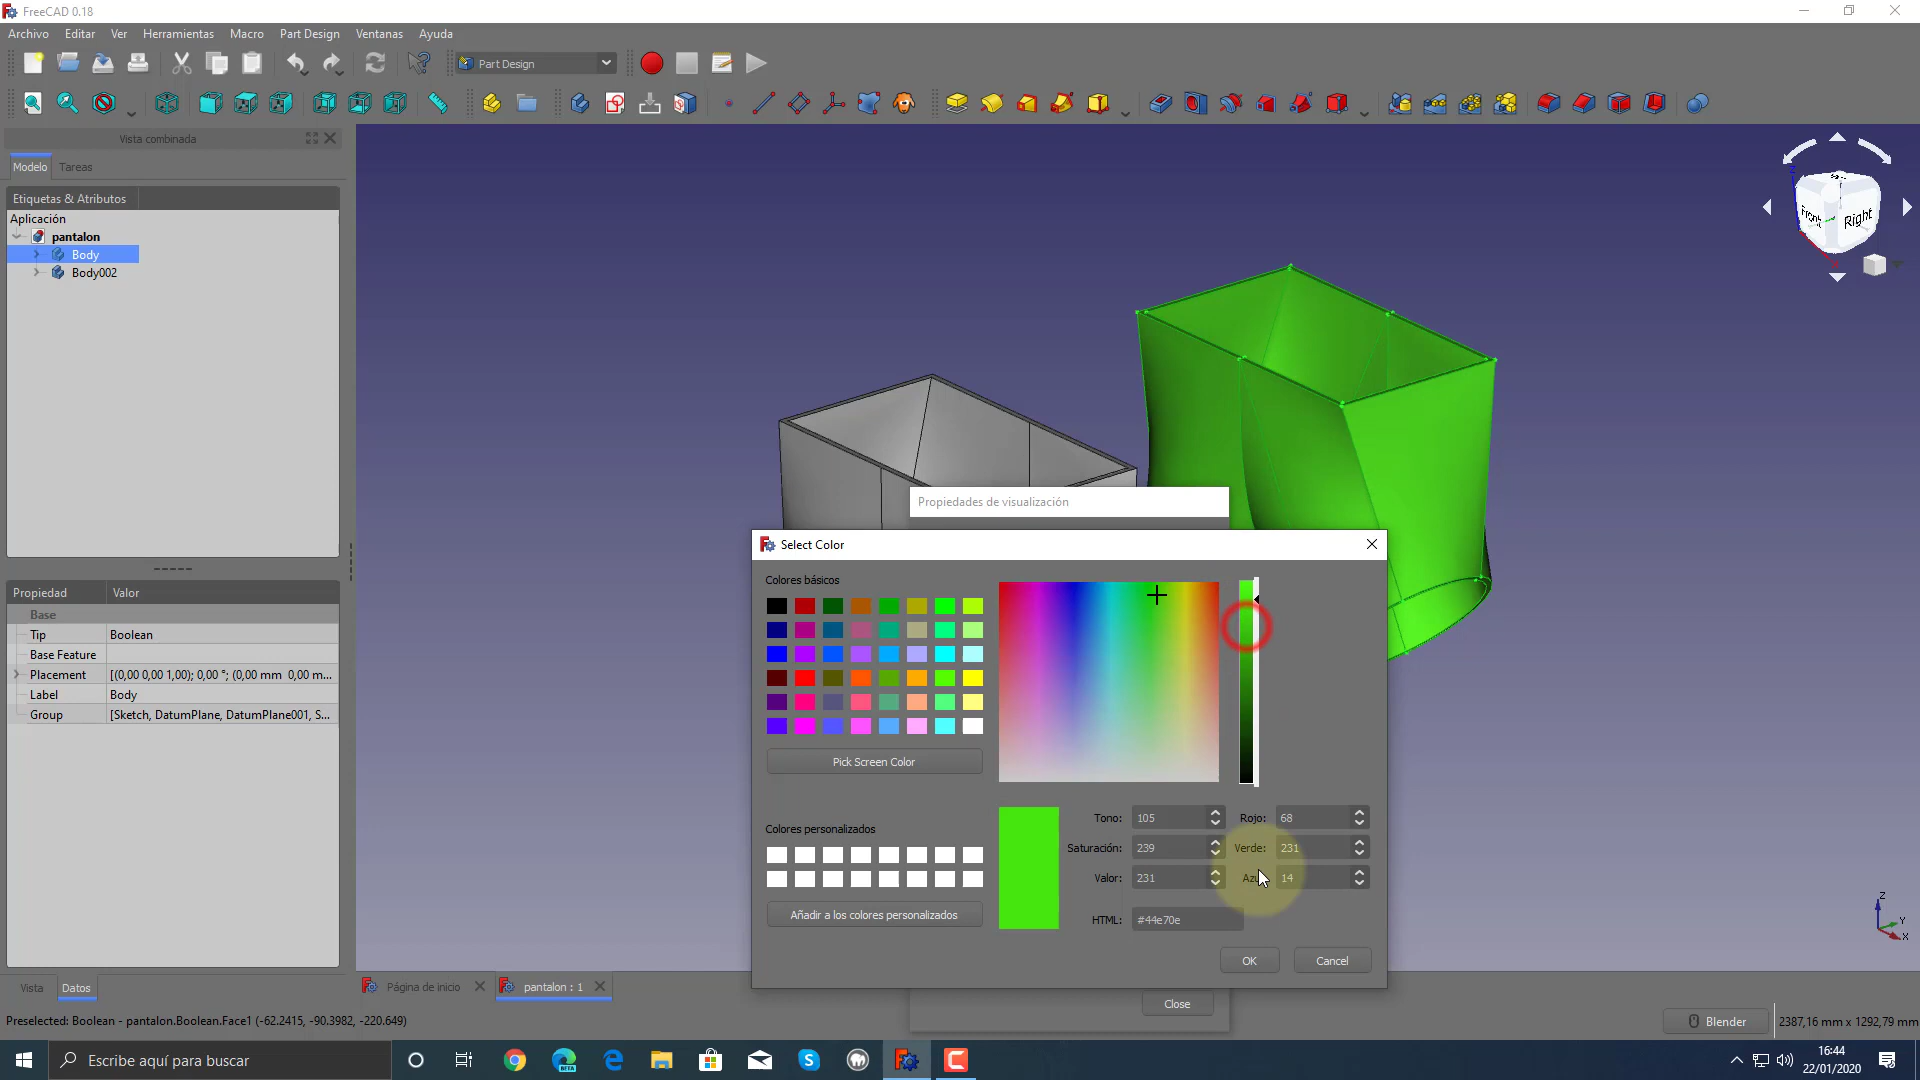 FreeCAD 0.18
Archivo Editar Ver Herramientas Macro Part Design Ventanas Ayuda
Part Design
Vista combinada
Modelo Tareas
Etiquetas & Atributos
Aplicación
pantalon
Body
Body002
Front Right
Propiedades de visualización
Select Color
Colores básicos
Pick Screen Color
Colores personalizados
Añadir a los colores personalizados
Tono: 105 Rojo: 68
Saturación: 239 Verde: 231
Valor: 231 Azul: 14
HTML: #44e70e
OK Cancel
Close
Propiedad Valor
Base
Tip Boolean
Base Feature
Placement [(0,00 0,00 1,00); 0,00 °; (0,00 mm 0,00 m...
Label Body
Group [Sketch, DatumPlane, DatumPlane001, S...
Vista Datos
Página de inicio pantalon : 1
Z
Y
X
Preselected: Boolean - pantalon.Boolean.Face1 (-62.2415, -90.3982, -220.649)
Blender 2387,16 mm x 1292,79 mm
Escribe aquí para buscar
BETA
16:44
22/01/2020